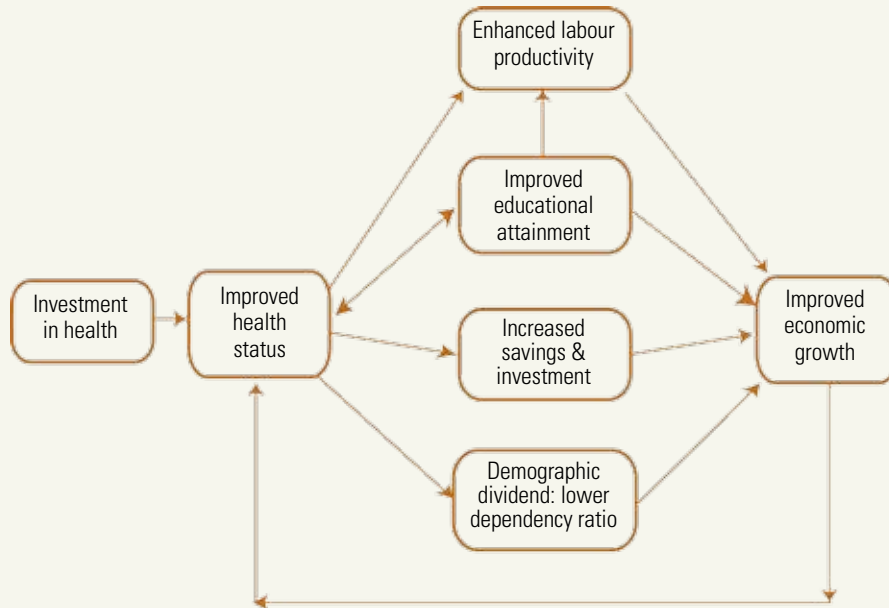 Enhanced labour
productivity
Improved
educational
attainment
Investment
in health
Improved
health
status
Increased
savings &
investment
Improved
economic
growth
Demographic
dividend: lower
dependency ratio